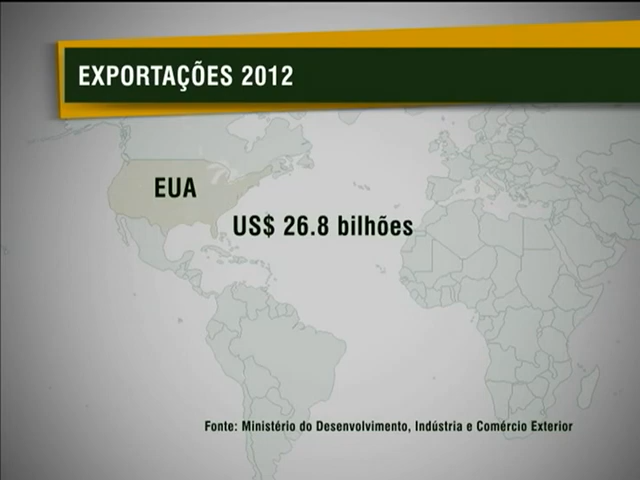 EXPORTAÇÕES 2012
EUA
US$ 26.8 bilhões
Fonte: Ministério do Desenvolvimento, Indústria e Comércio Exterior